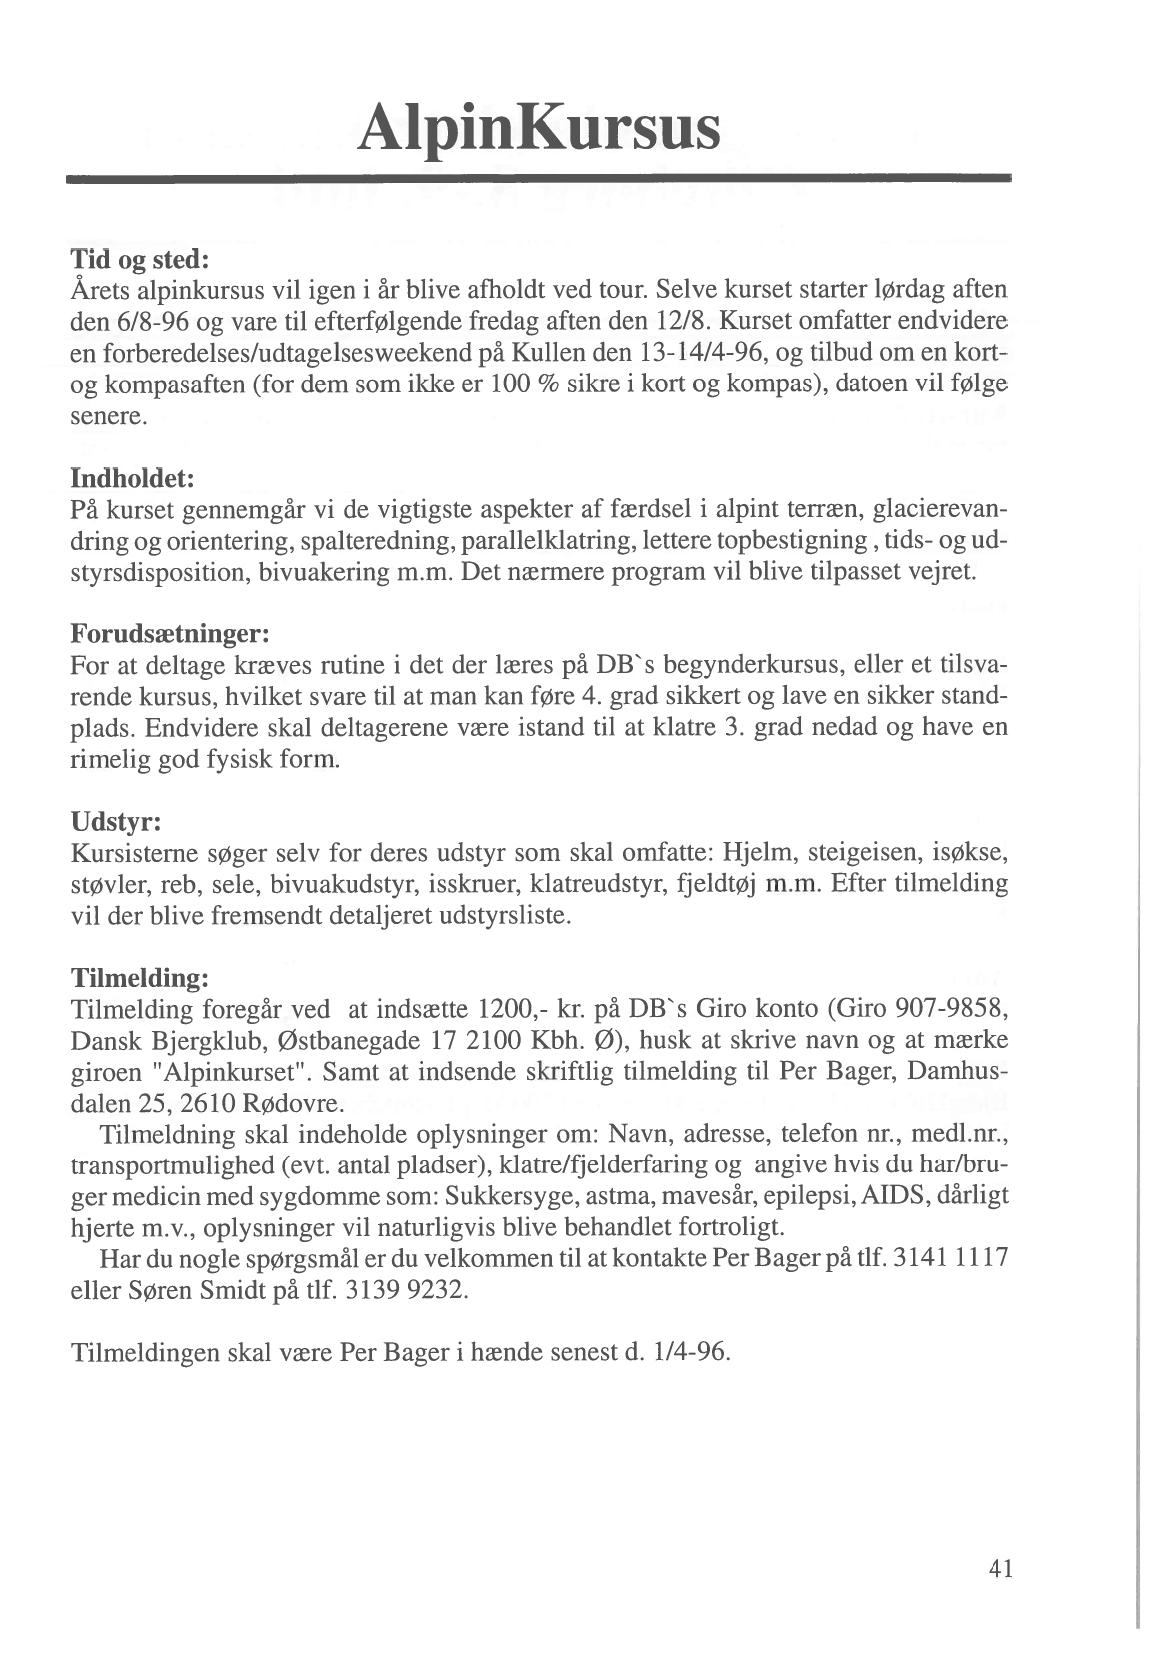 AlpinKursus
Tid og sted:
Årets alpinkursus vil igen i år blive afholdt ved tour. Selve kurset starter lørdag aften
den 6/8-96 og vare til efterfølgende fredag aften den 12/8. Kurset omfatter endvidere
en forberedelses/udtagelsesweekend på Kullen den 13-14/4-96, og tilbud om en kort-
og kompasaften (for dem som ikke er 100 % sikre i kort og kompas), datoen vil følge
senere.
Indholdet:
På kurset gennemgår vi de vigtigste aspekter af færdsel i alpint terræn, glacierevan-
dring og orientering, spalteredning, parallelklatring, lettere topbestigning , tids- og ud-
styrsdisposition, bivuakering m.m. Det nærmere program vil blive tilpasset vejret.
Forudsætninger:
For at deltage kræves rutine i det der læres på DB`s begynderkursus, eller et tilsva-
rende kursus, hvilket svare til at man kan føre 4. grad sikkert og lave en sikker stand-
plads. Endvidere skal deltagerene være istand til at klatre 3. grad nedad og have en
rimelig god fysisk form.
Udstyr:
Kursisterne søger selv for deres udstyr som skal omfatte: Hjelm, steigeisen, isøkse,
støvler, reb, sele, bivuakudstyr, isskruer, klatreudstyr, fjeldtøj m.m. Efter tilmelding
vil der blive fremsendt detaljeret udstyrsliste.
Tilmelding:
Tilmelding foregår ved  at indsætte 1200,- kr. på DB`s Giro konto (Giro 907-9858,
Dansk Bjergklub, Østbanegade 17 2100 Kbh. Ø), husk at skrive navn og at mærke
giroen "Alpinkurset". Samt at indsende skriftlig tilmelding til Per Bager, Damhus-
dalen 25, 2610 Rødovre.
Tilmeldning skal indeholde oplysninger om: Navn, adresse, telefon nr., medl.nr.,
transportmulighed (evt. antal pladser), klatre/fjelderfaring og  angive hvis du har/bru-
ger medicin med sygdomme som: Sukkersyge, astma, mavesår, epilepsi, AIDS, dårligt
hjerte m.v., oplysninger vil naturligvis blive behandlet fortroligt.
Har du nogle spørgsmål er du velkommen til at kontakte Per Bager på tlf. 3141 1117
eller Søren Smidt på tlf. 3139 9232.
Tilmeldingen skal være Per Bager i hænde senest d. 1/4-96.
41